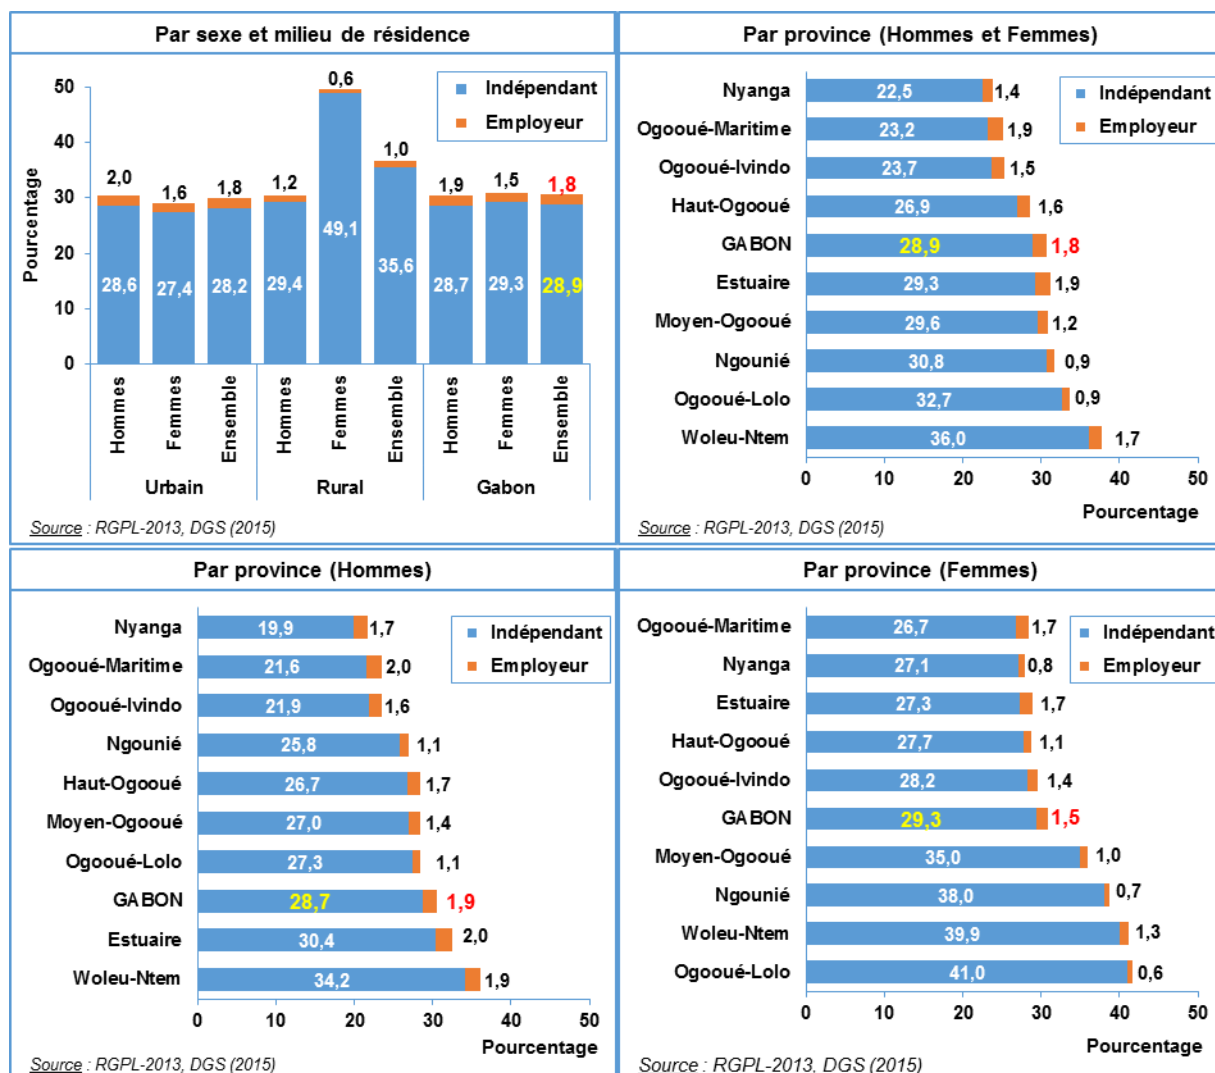 Par sexe et milieu de résidence
Indépendant
Employeur
Pourcentage
50
40
30
20
10
0
2,0
1,6
1,8
1,2
0,6
1,0
1,9
1,5
1,8
28,6
27,4
28,2
29,4
49,1
35,6
28,7
29,3
28,9
Hommes
Femmes
Ensemble
Hommes
Femmes
Ensemble
Hommes
Femmes
Ensemble
Urbain
Rural
Gabon
Source : RGPL-2013, DGS (2015)
Par province (Hommes et Femmes)
Indépendant
Employeur
Nyanga 22,5 1,4
Ogooué-Maritime 23,2 1,9
Ogooué-Ivindo 23,7 1,5
Haut-Ogooué 26,9 1,6
GABON 28,9 1,8
Estuaire 29,3 1,9
Moyen-Ogooué 29,6 1,2
Ngounié 30,8 0,9
Ogooué-Lolo 32,7 0,9
Woleu-Ntem 36,0 1,7
0 10 20 30 40 50
Pourcentage
Source : RGPL-2013, DGS (2015)
Par province (Hommes)
Indépendant
Employeur
Nyanga 19,9 1,7
Ogooué-Maritime 21,6 2,0
Ogooué-Ivindo 21,9 1,6
Ngounié 25,8 1,1
Haut-Ogooué 26,7 1,7
Moyen-Ogooué 27,0 1,4
Ogooué-Lolo 27,3 1,1
GABON 28,7 1,9
Estuaire 30,4 2,0
Woleu-Ntem 34,2 1,9
0 10 20 30 40 50
Pourcentage
Source : RGPL-2013, DGS (2015)
Par province (Femmes)
Indépendant
Employeur
Ogooué-Maritime 26,7 1,7
Nyanga 27,1 0,8
Estuaire 27,3 1,7
Haut-Ogooué 27,7 1,1
Ogooué-Ivindo 28,2 1,4
GABON 29,3 1,5
Moyen-Ogooué 35,0 1,0
Ngounié 38,0 0,7
Woleu-Ntem 39,9 1,3
Ogooué-Lolo 41,0 0,6
0 10 20 30 40 50
Pourcentage
Source : RGPL-2013, DGS (2015)